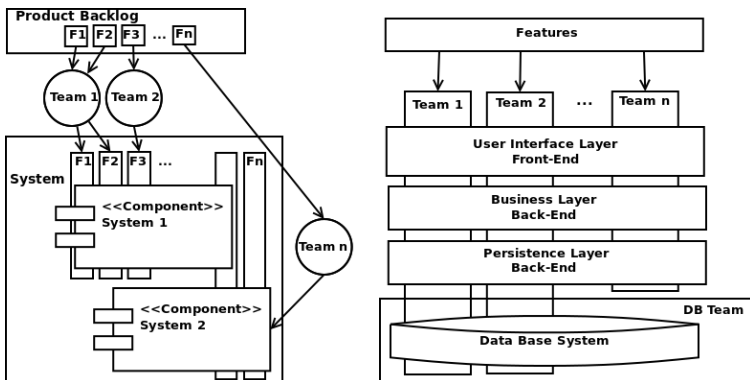 Product Backlog
F1 F2 F3 ... Fn
Team 1 Team 2
System
F1 F2 F3 ... Fn
<<Component>>
System 1
Team n
<<Component>>
System 2
Features
Team 1 Team 2 ... Team n
User Interface Layer
Front-End
Business Layer
Back-End
Persistence Layer
Back-End
DB Team
Data Base System